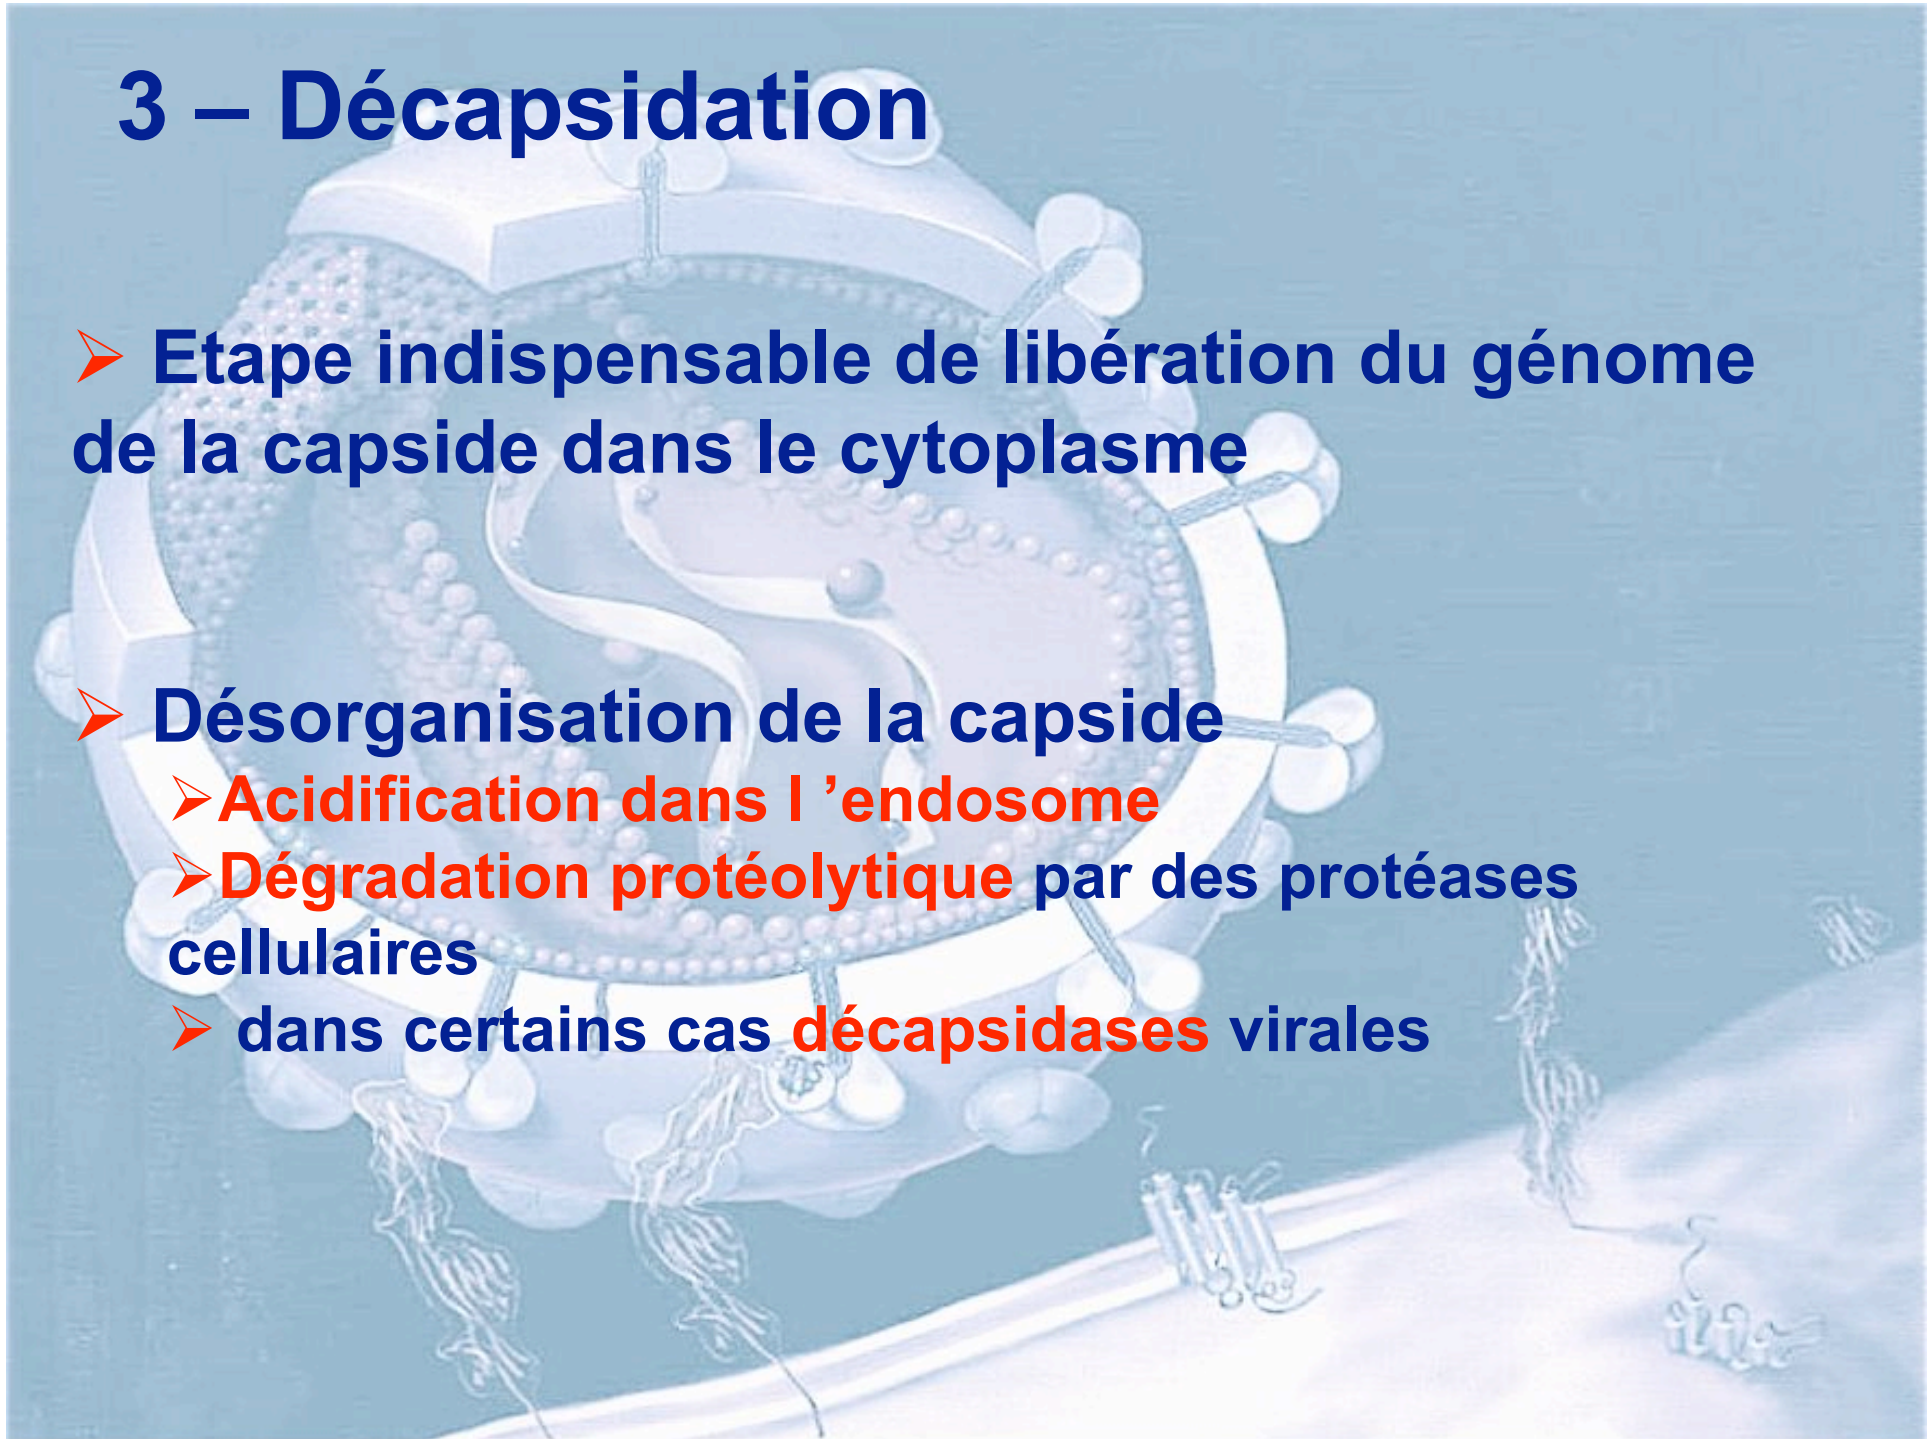 3 – Décapsidation
➢ Etape indispensable de libération du génome
de la capside dans le cytoplasme
➢ Désorganisation de la capside
➢Acidification dans l ’endosome
➢Dégradation protéolytique par des protéases
cellulaires
➢ dans certains cas décapsidases virales